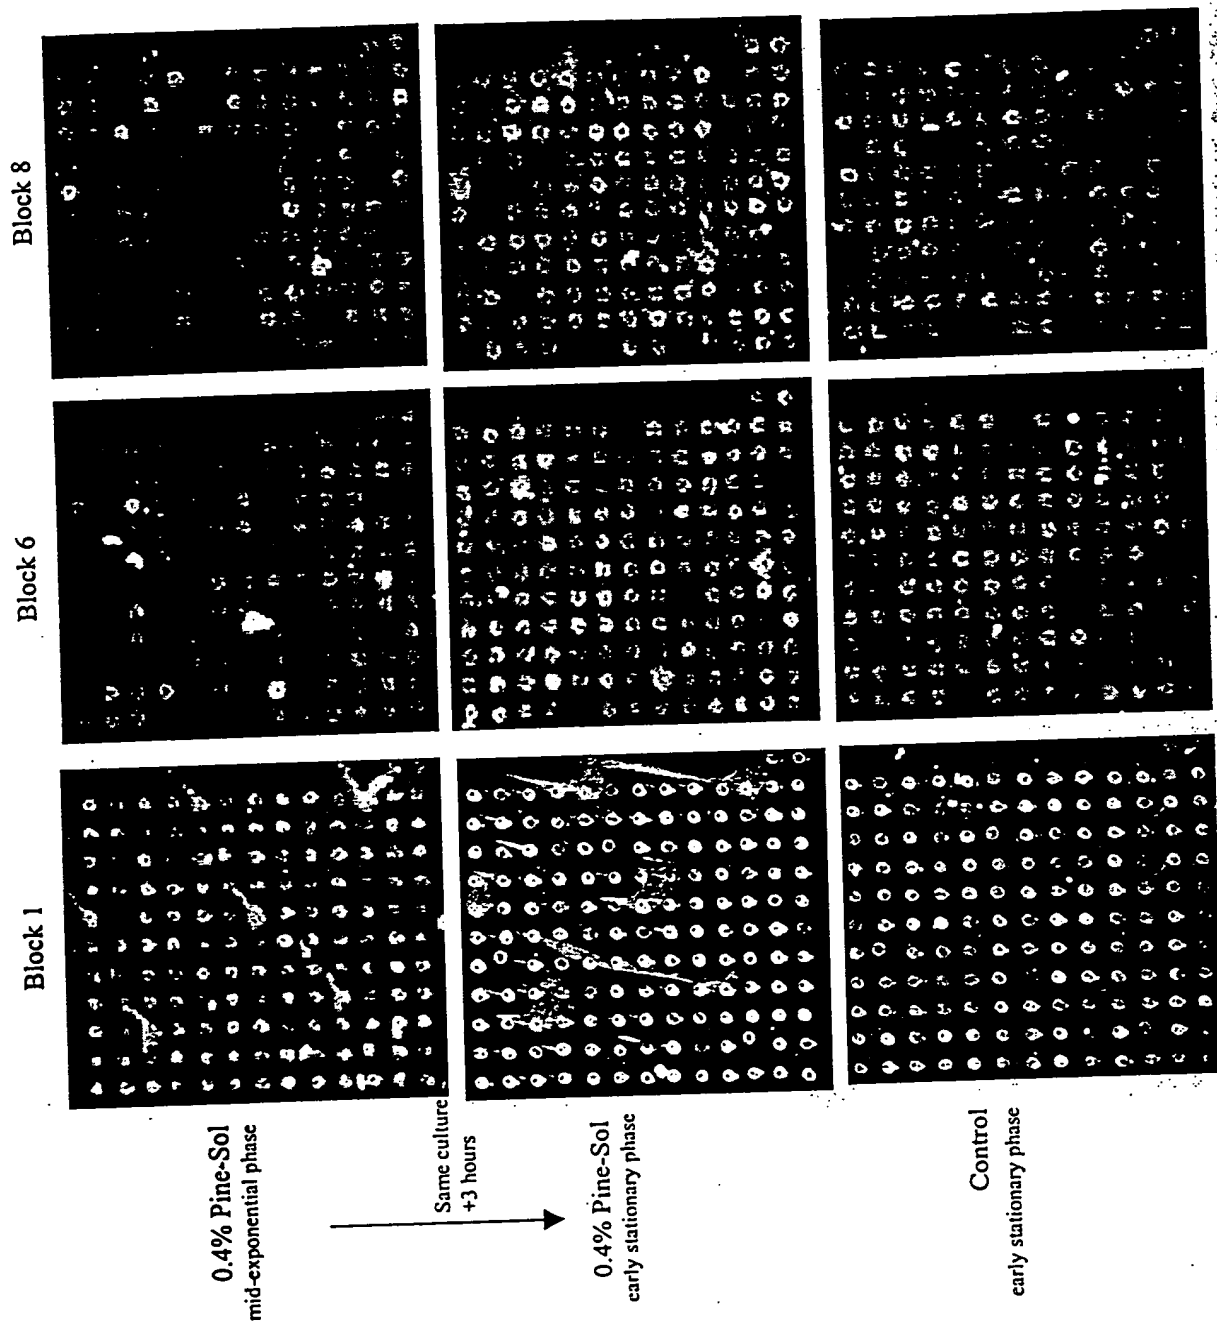 Block 1
Block 6
Block 8
0.4% Pine-Sol
mid-exponential phase
Same culture
+3 hours
0.4% Pine-Sol
early stationary phase
Control
early stationary phase